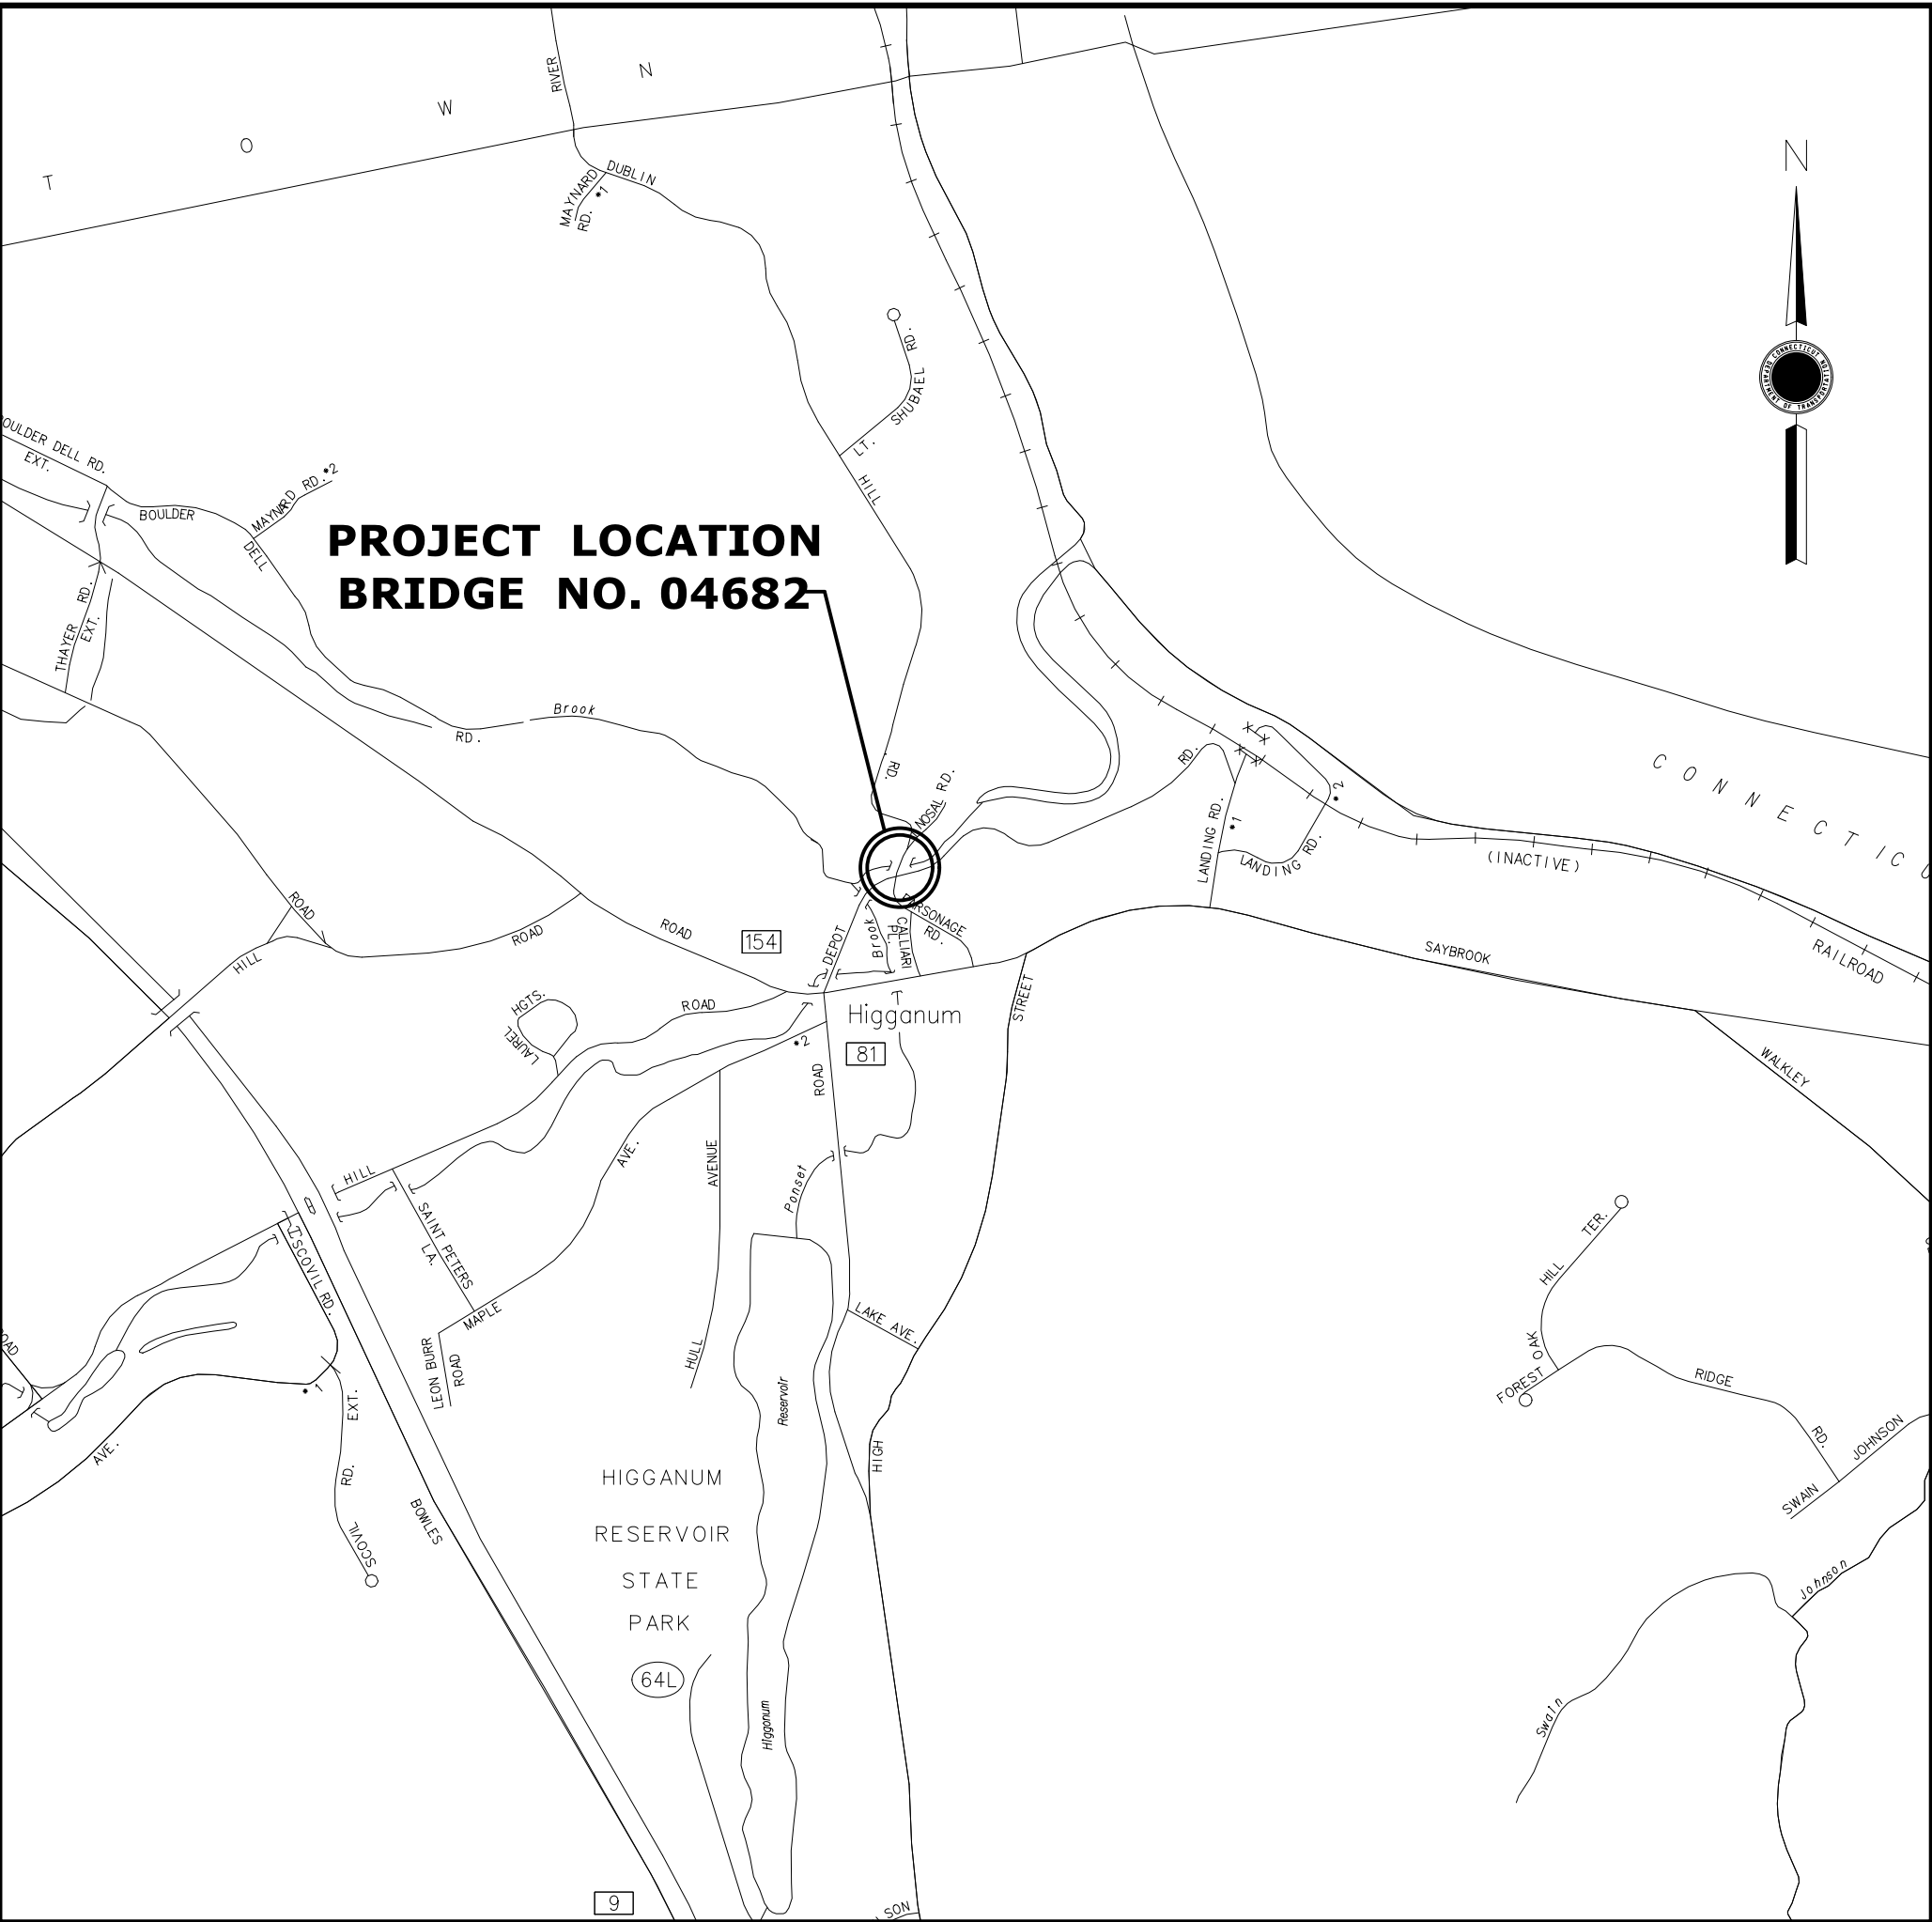 T O W N
RIVER
N
MAYNARD
RD. •1
DUBLIN
LT. SHUBAEL RD.
HILL
BOULDER DELL RD.
EXT.
BOULDER
MAYNARD RD.•2
DELL
PROJECT LOCATION
BRIDGE NO. 04682
THAYER RD.
EXT.
Brook
RD.
RD.
NOSAL RD.
RD.
LANDING RD.
•1
LANDING RD.
•2
CONNECTICUT DEPARTMENT OF TRANSPORTATION
(INACTIVE)
RAILROAD
ROAD
ROAD
ROAD
HILL
154
DEPOT
Brook
CALLIARI
PL.
PARSONAGE
RD.
SAYBROOK
STREET
Higganum
81
ROAD
ROAD
LAUREL HGTS.
•2
WALKLEY
HILL
SAINT PETERS
LA.
AVE.
AVENUE
HULL
MAPLE
Ponset
LAKE AVE.
SCOVIL RD.
•1
EXT.
RD.
SCOVIL
LEON BURR
ROAD
AVE.
BOWLES
Reservoir
Higganum
HIGH
HIGGANUM
RESERVOIR
STATE
PARK
64L
9
HILL TER.
OAK
FOREST
RIDGE
RD.
SWAIN JOHNSON
Johnson
Swain